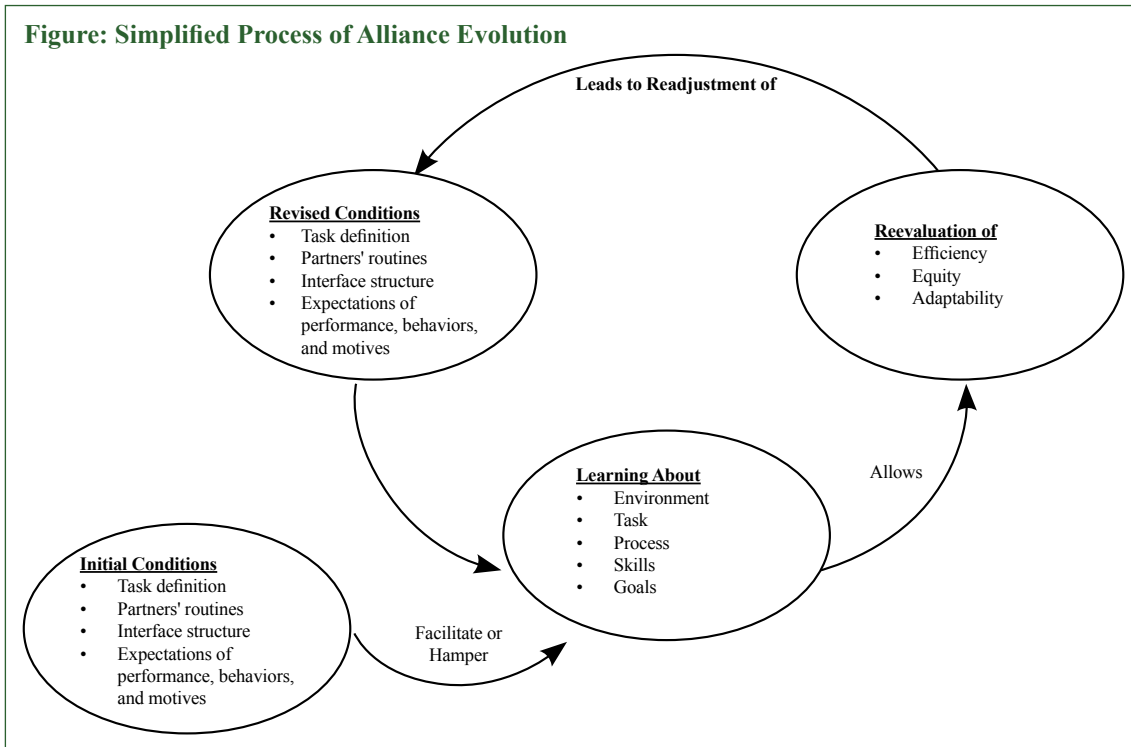 Figure: Simplified Process of Alliance Evolution
Leads to Readjustment of
Revised Conditions
• Task definition
• Partners' routines
• Interface structure
• Expectations of
performance, behaviors,
and motives
Reevaluation of
• Efficiency
• Equity
• Adaptability
Learning About
• Environment
• Task
• Process
• Skills
• Goals
Allows
Initial Conditions
• Task definition
• Partners' routines
• Interface structure
• Expectations of
performance, behaviors,
and motives
Facilitate or
Hamper